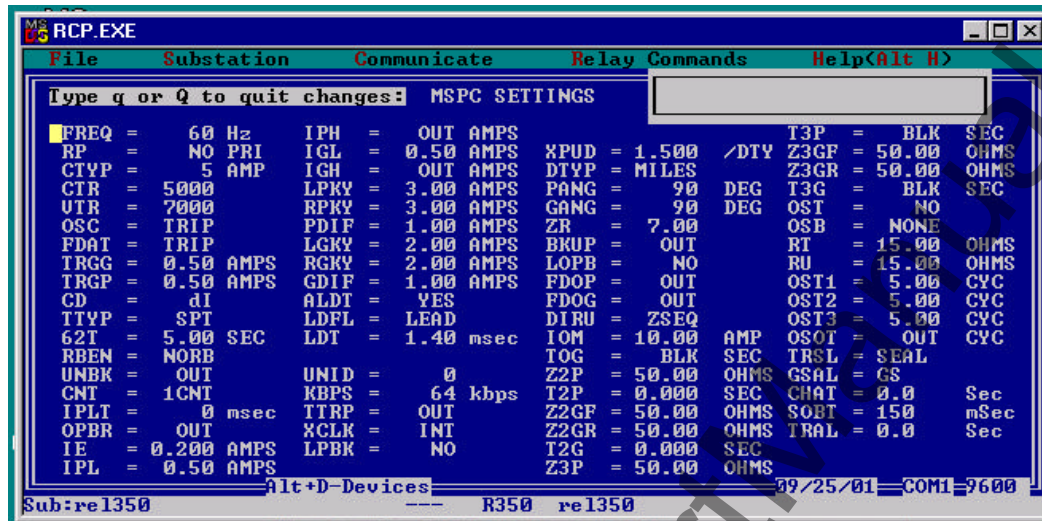 RCP.EXE
File Substation Communicate Relay Commands Help(Alt H)
Type q or Q to quit changes: MSPC SETTINGS
FREQ = 60 Hz IPH = OUT AMPS T3P = BLK SEC
RP = NO PRI IGL = 0.50 AMPS XPUD = 1.500 /DTY Z3GF = 50.00 OHMS
CTYP = 5 AMP IGH = OUT AMPS DTYP = MILES Z3GR = 50.00 OHMS
CTR = 5000 LPKY = 3.00 AMPS PANG = 90 DEG T3G = BLK SEC
VTR = 7000 RPKY = 3.00 AMPS GANG = 90 DEG OST = NO
OSC = TRIP PDIF = 1.00 AMPS ZR = 7.00 OSB = NONE
FDAT = TRIP LGKY = 2.00 AMPS BKUP = OUT RT = 15.00 OHMS
TRGG = 0.50 AMPS RGKY = 2.00 AMPS LOPB = NO RU = 15.00 OHMS
TRGP = 0.50 AMPS GDIF = 1.00 AMPS FDOP = OUT OST1 = 5.00 CYC
CD = dI ALDT = YES FDOG = OUT OST2 = 5.00 CYC
TTYP = SPT LDFL = LEAD DIRU = ZSEQ OST3 = 5.00 CYC
62T = 5.00 SEC LDT = 1.40 msec IOM = 10.00 AMP OSOT = OUT CYC
RBEN = NORB TOG = BLK SEC TRSL = SEAL
UNBK = OUT UNID = 0 Z2P = 50.00 OHMS GSAL = GS
CNT = 1CNT KBPS = 64 kbps T2P = 0.000 SEC CHAT = 0.0 Sec
IPLT = 0 msec TTRP = OUT Z2GF = 50.00 OHMS SOBT = 150 mSec
OPBR = OUT XCLK = INT Z2GR = 50.00 OHMS TRAL = 0.0 Sec
IE = 0.200 AMPS LPBK = NO T2G = 0.000 SEC
IPL = 0.50 AMPS Z3P = 50.00 OHMS
Alt+D-Devices 09/25/01 COM1 9600
Sub:rel350 --- R350 rel350